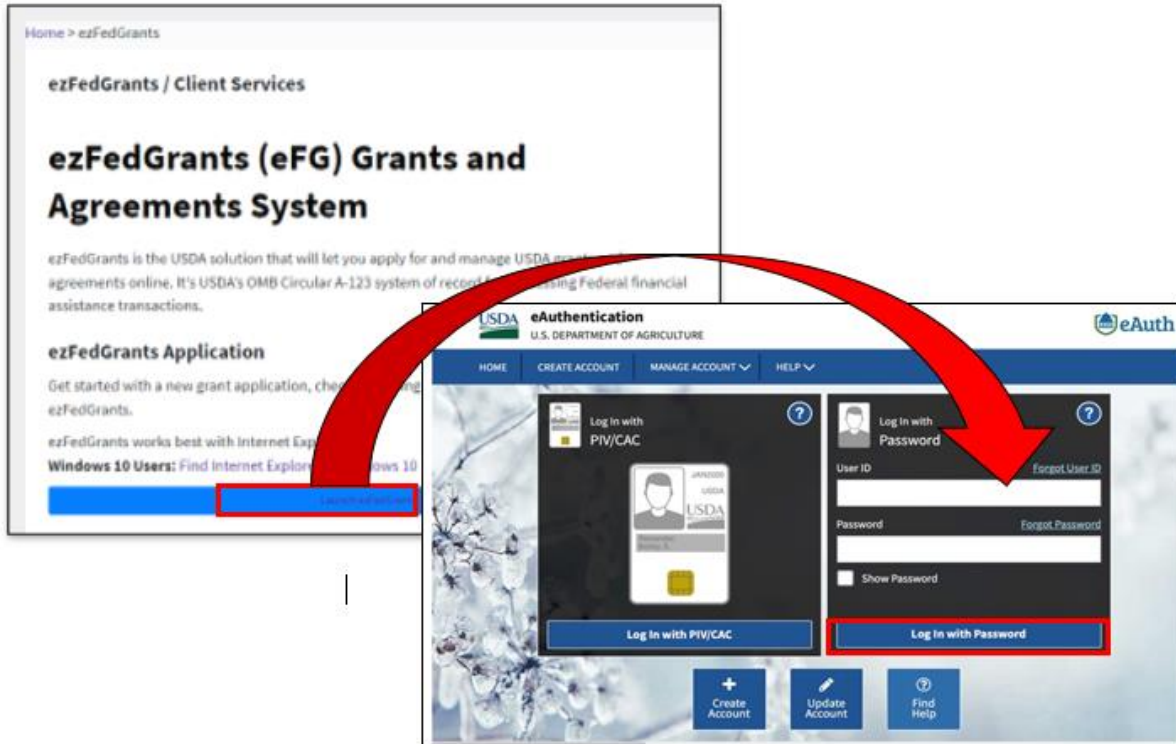 Home > ezFedGrants
ezFedGrants / Client Services
ezFedGrants (eFG) Grants and
Agreements System
ezFedGrants is the USDA solution that will let you apply for and manage USDA
agreements online. It's USDA's OMB Circular A-123 system of record Federal financial
assistance transactions.
ezFedGrants Application
Get started with a new grant application,
ezFedGrants.
ezFedGrants works best with Internet
Windows 10 Users: Find Internet 10
USDA eAuthentication
U.S. DEPARTMENT OF AGRICULTURE
eAuth
HOME CREATE ACCOUNT MANAGE ACCOUNT HELP
Log In with
PIV/CAC
JAN2020
USDA
USDA
Log In with PIV/CAC
Log In with
Password
User ID Forgot User ID
Password Forgot Password
Show Password
Log In with Password
Create
Account
Update
Account
Find
Help